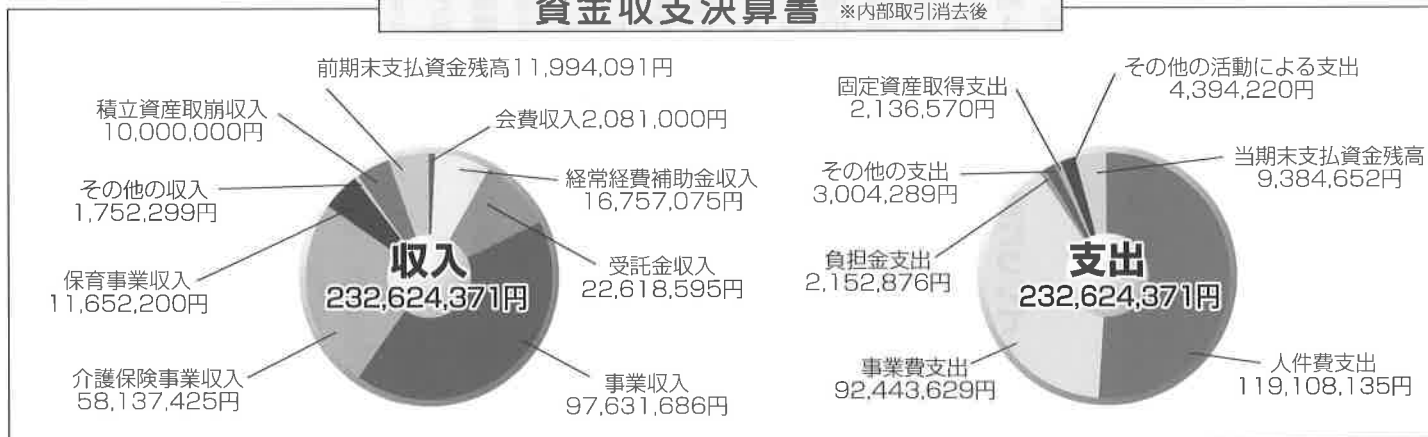 資金収支決算書 ※内部取引消去後
前期末支払資金残高11,994,091円
積立資産取崩収入
10,000,000円
その他の収入
1,752,299円
保育事業収入
11,652,200円
介護保険事業収入
58,137,425円
会費収入2,081,000円
経常経費補助金収入
16,757,075円
受託金収入
22,618,595円
事業収入
97,631,686円
収入
232,624,371円
固定資産取得支出
2,136,570円
その他の支出
3,004,289円
負担金支出
2,152,876円
事業費支出
92,443,629円
その他の活動による支出
4,394,220円
当期末支払資金残高
9,384,652円
人件費支出
119,108,135円
支出
232,624,371円